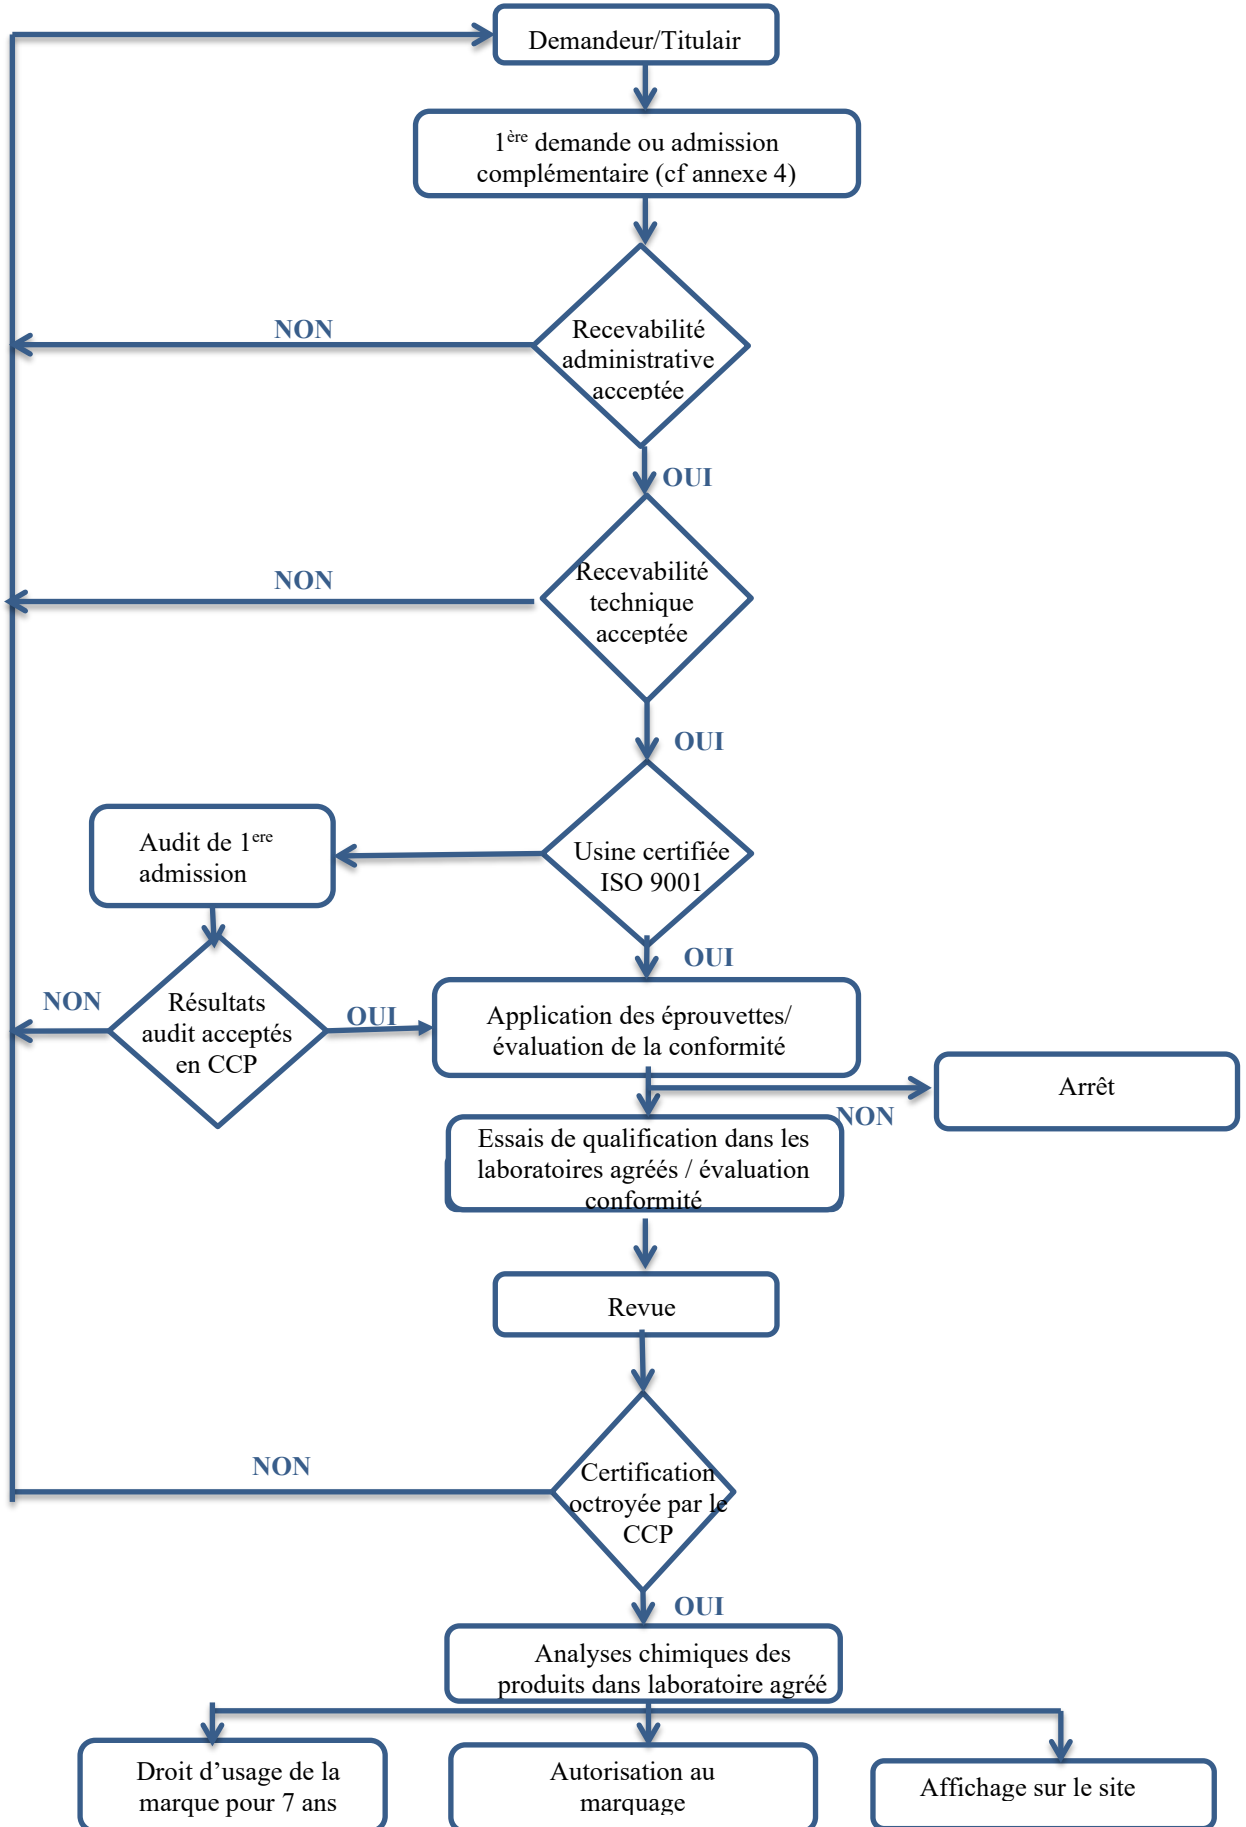 Demandeur/Titulair
1ère demande ou admission
complémentaire (cf annexe 4)
NON
Recevabilité
administrative
acceptée
OUI
NON
Recevabilité
technique
acceptée
OUI
Audit de 1ere
admission
Usine certifiée
ISO 9001
OUI
NON
Résultats
audit acceptés
en CCP
OUI
Application des éprouvettes/
évaluation de la conformité
Arrêt
NON
Essais de qualification dans les
laboratoires agréés / évaluation
conformité
Revue
NON
Certification
octroyée par le
CCP
OUI
Analyses chimiques des
produits dans laboratoire agréé
Droit d’usage de la
marque pour 7 ans
Autorisation au
marquage
Affichage sur le site